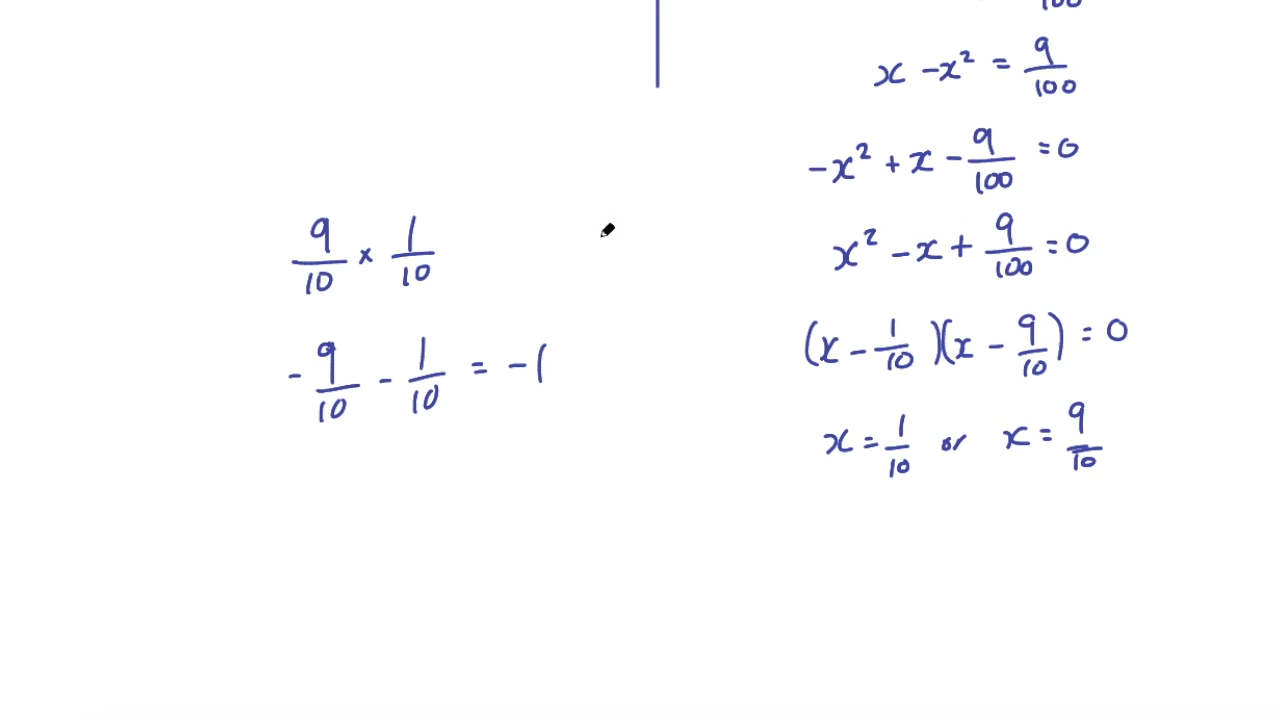 9/10 × 1/10
- 9/10 - 1/10 = -1
100
x - x² = 9/100
-x² + x - 9/100 = 0
x² - x + 9/100 = 0
(x - 1/10)(x - 9/10) = 0
x = 1/10 or x = 9/10